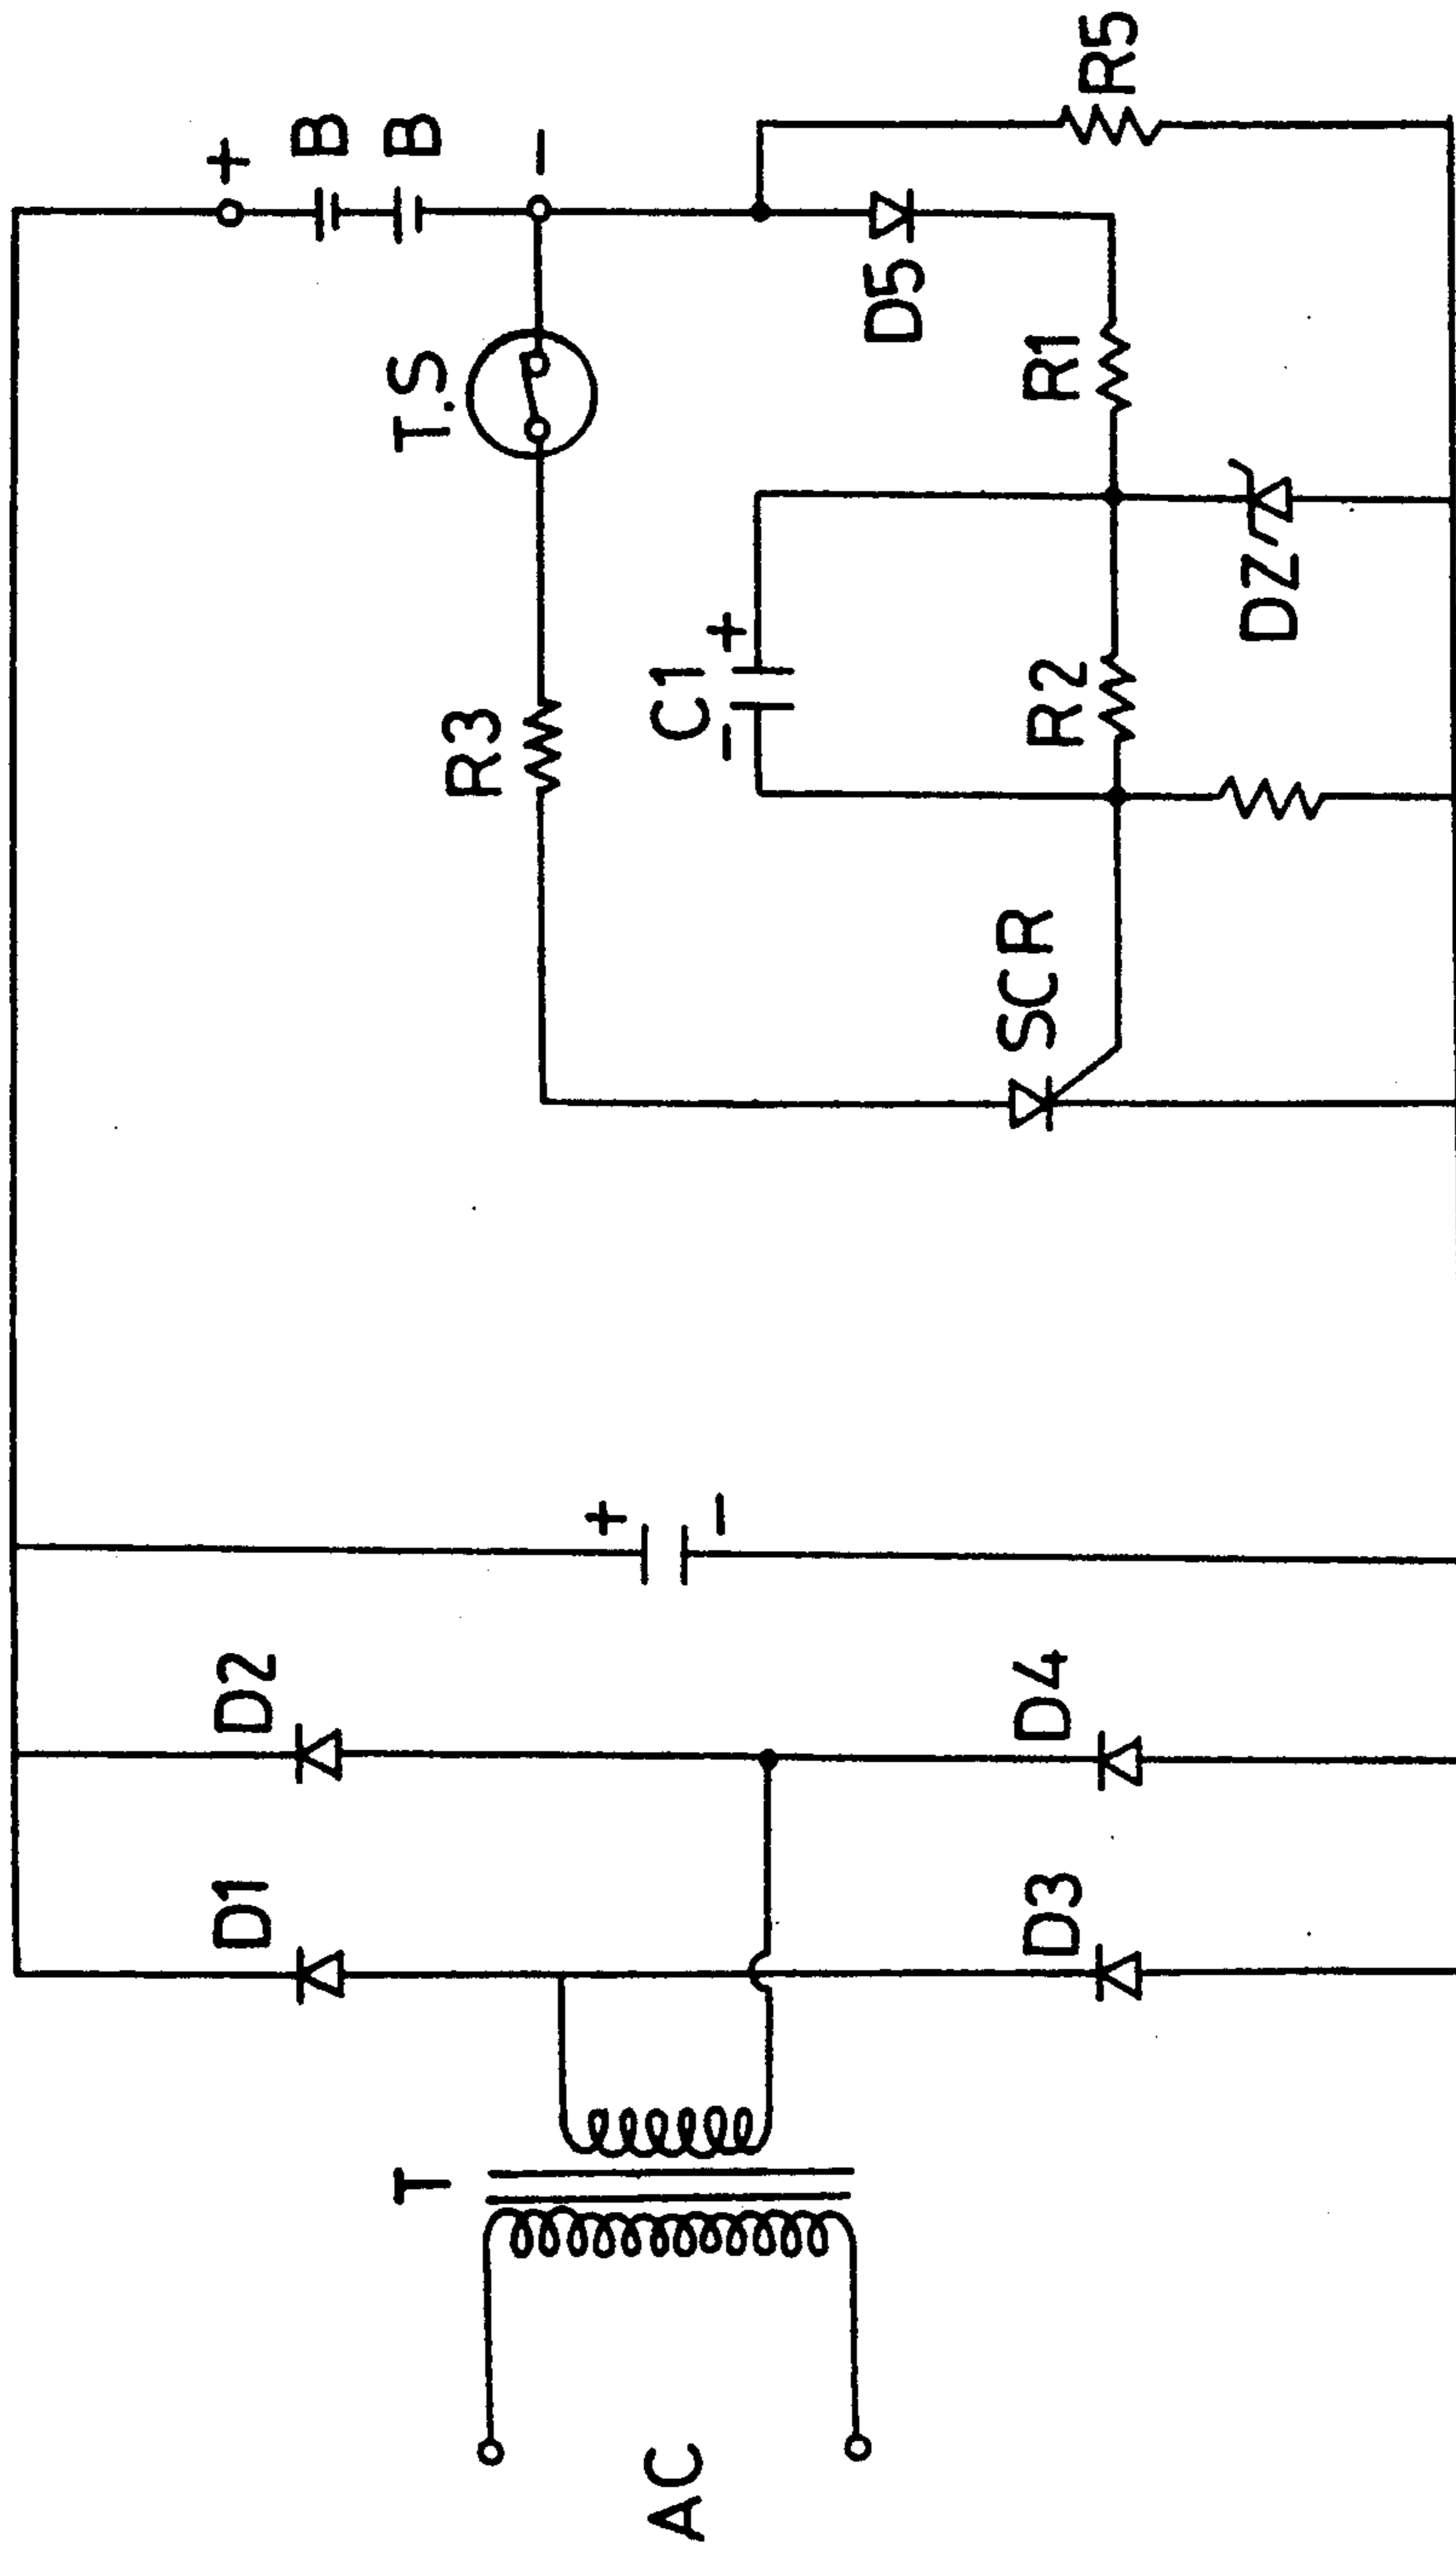 AC
T
D1
D2
D3
D4
+
−
SCR
R3
T.S
C1
−
+
R2
R1
DZ
D5
+
B
B
−
R5